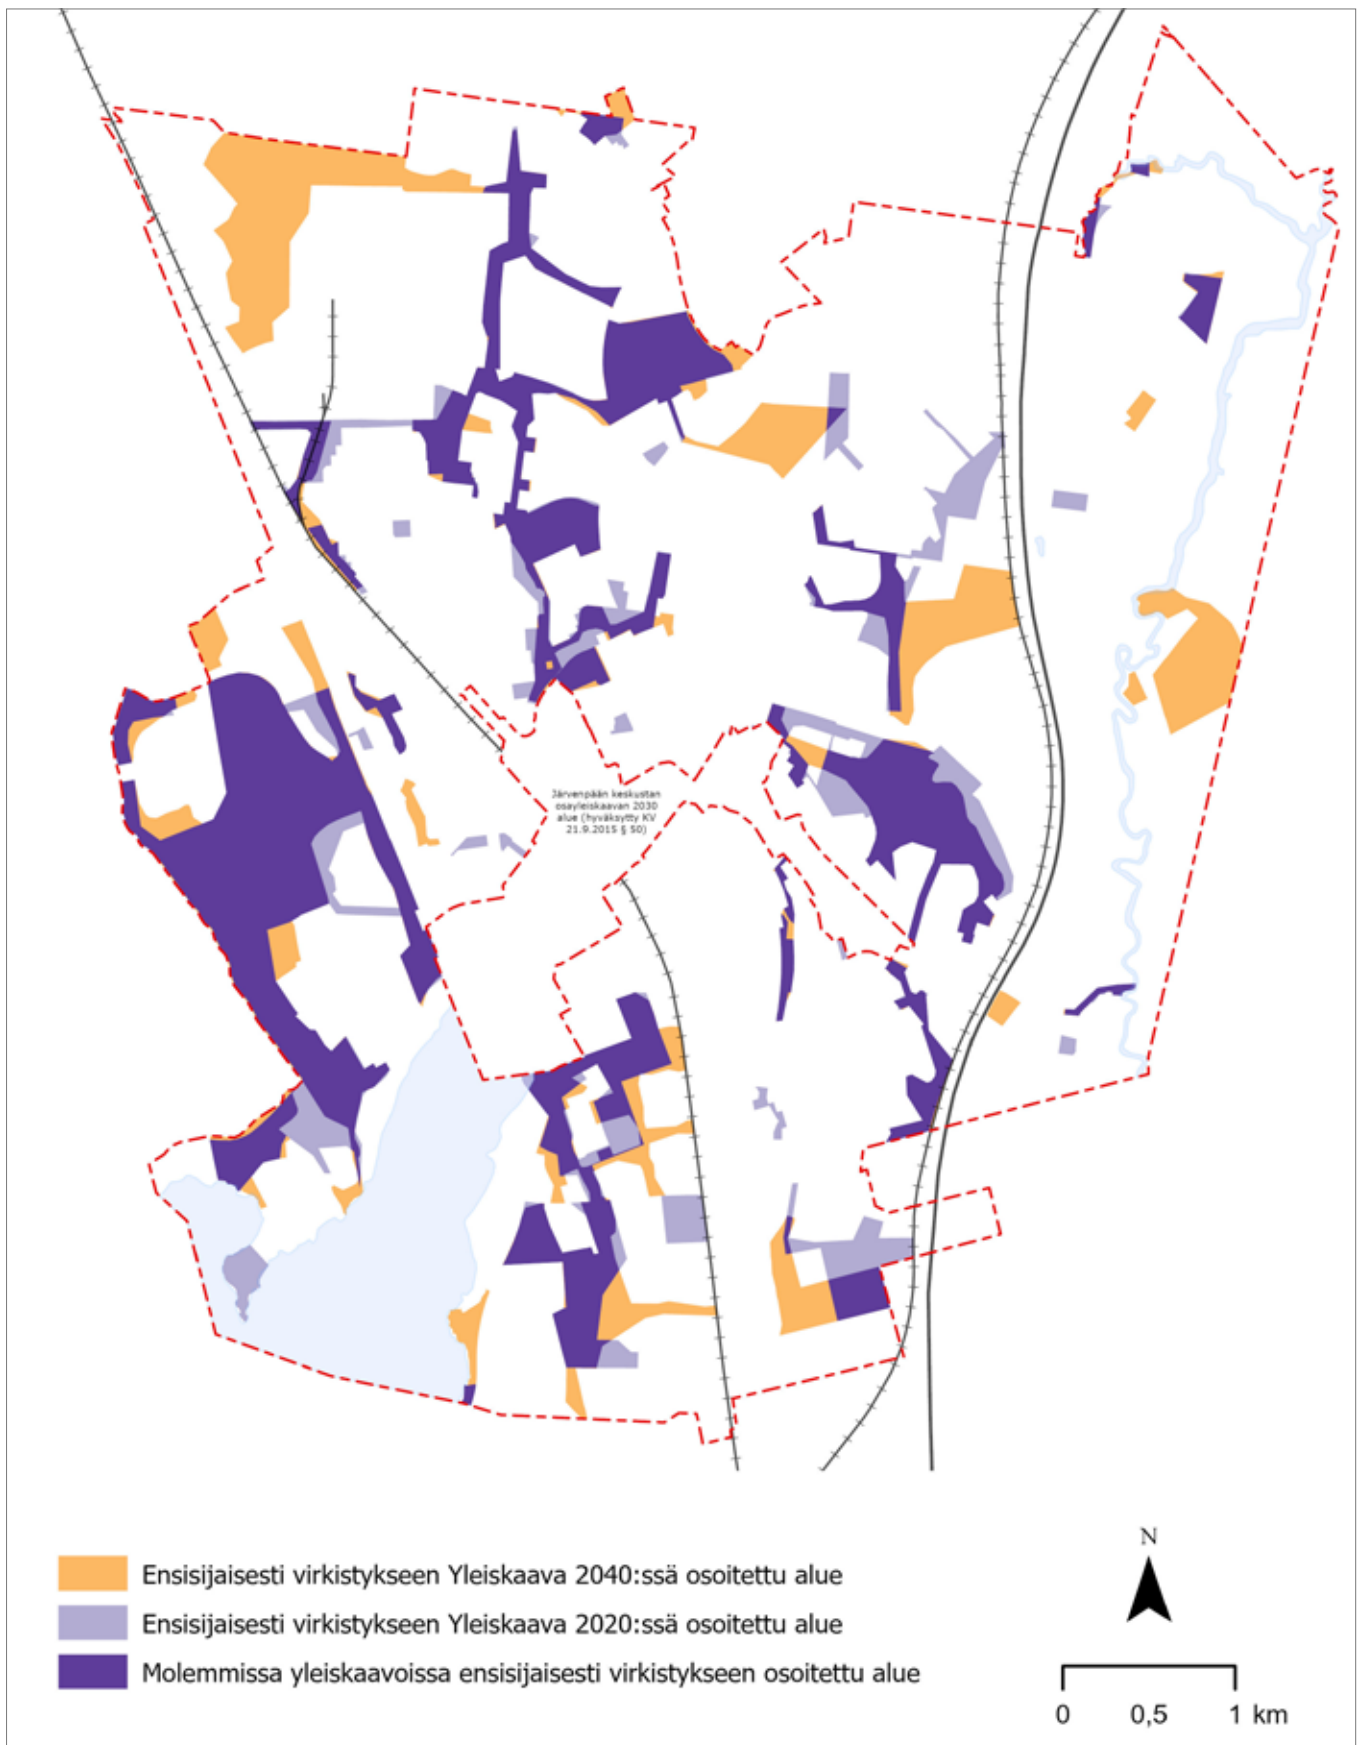 Järvenpään keskustan
osayleiskaavan 2030
alue (hyväksytty KV
21.9.2015 § 50)
Ensisijaisesti virkistykseen Yleiskaava 2040:ssä osoitettu alue
Ensisijaisesti virkistykseen Yleiskaava 2020:ssä osoitettu alue
Molemmissa yleiskaavoissa ensisijaisesti virkistykseen osoitettu alue
N
0 0,5 1 km